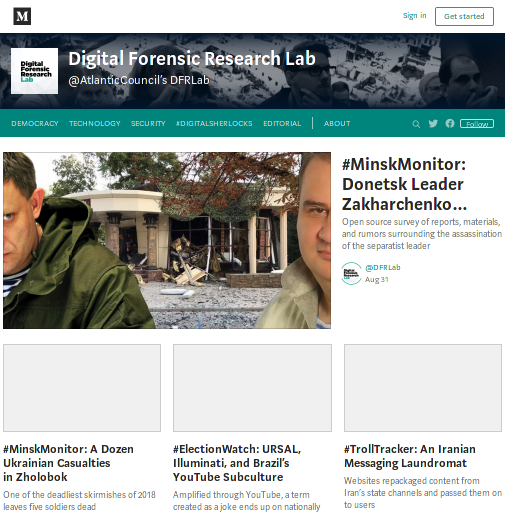 M
Sign in
Get started
Digital
Forensic
Research
Lab
Digital Forensic Research Lab
@AtlanticCouncil's DFRLab
DEMOCRACY
TECHNOLOGY
SECURITY
#DIGITALSHERLOCKS
EDITORIAL
ABOUT
Follow
#MinskMonitor:
Donetsk Leader
Zakharchenko…
Open source survey of reports, materials,
and rumors surrounding the assassination
of the separatist leader
Digital
Forensic
Research
Lab
@DFRLab
Aug 31
#MinskMonitor: A Dozen
Ukrainian Casualties
in Zholobok
One of the deadliest skirmishes of 2018
leaves five soldiers dead
#ElectionWatch: URSAL,
Illuminati, and Brazil's
YouTube Subculture
Amplified through YouTube, a term
created as a joke ends up on nationally
#TrollTracker: An Iranian
Messaging Laundromat
Websites repackaged content from
Iran's state channels and passed them on
to users